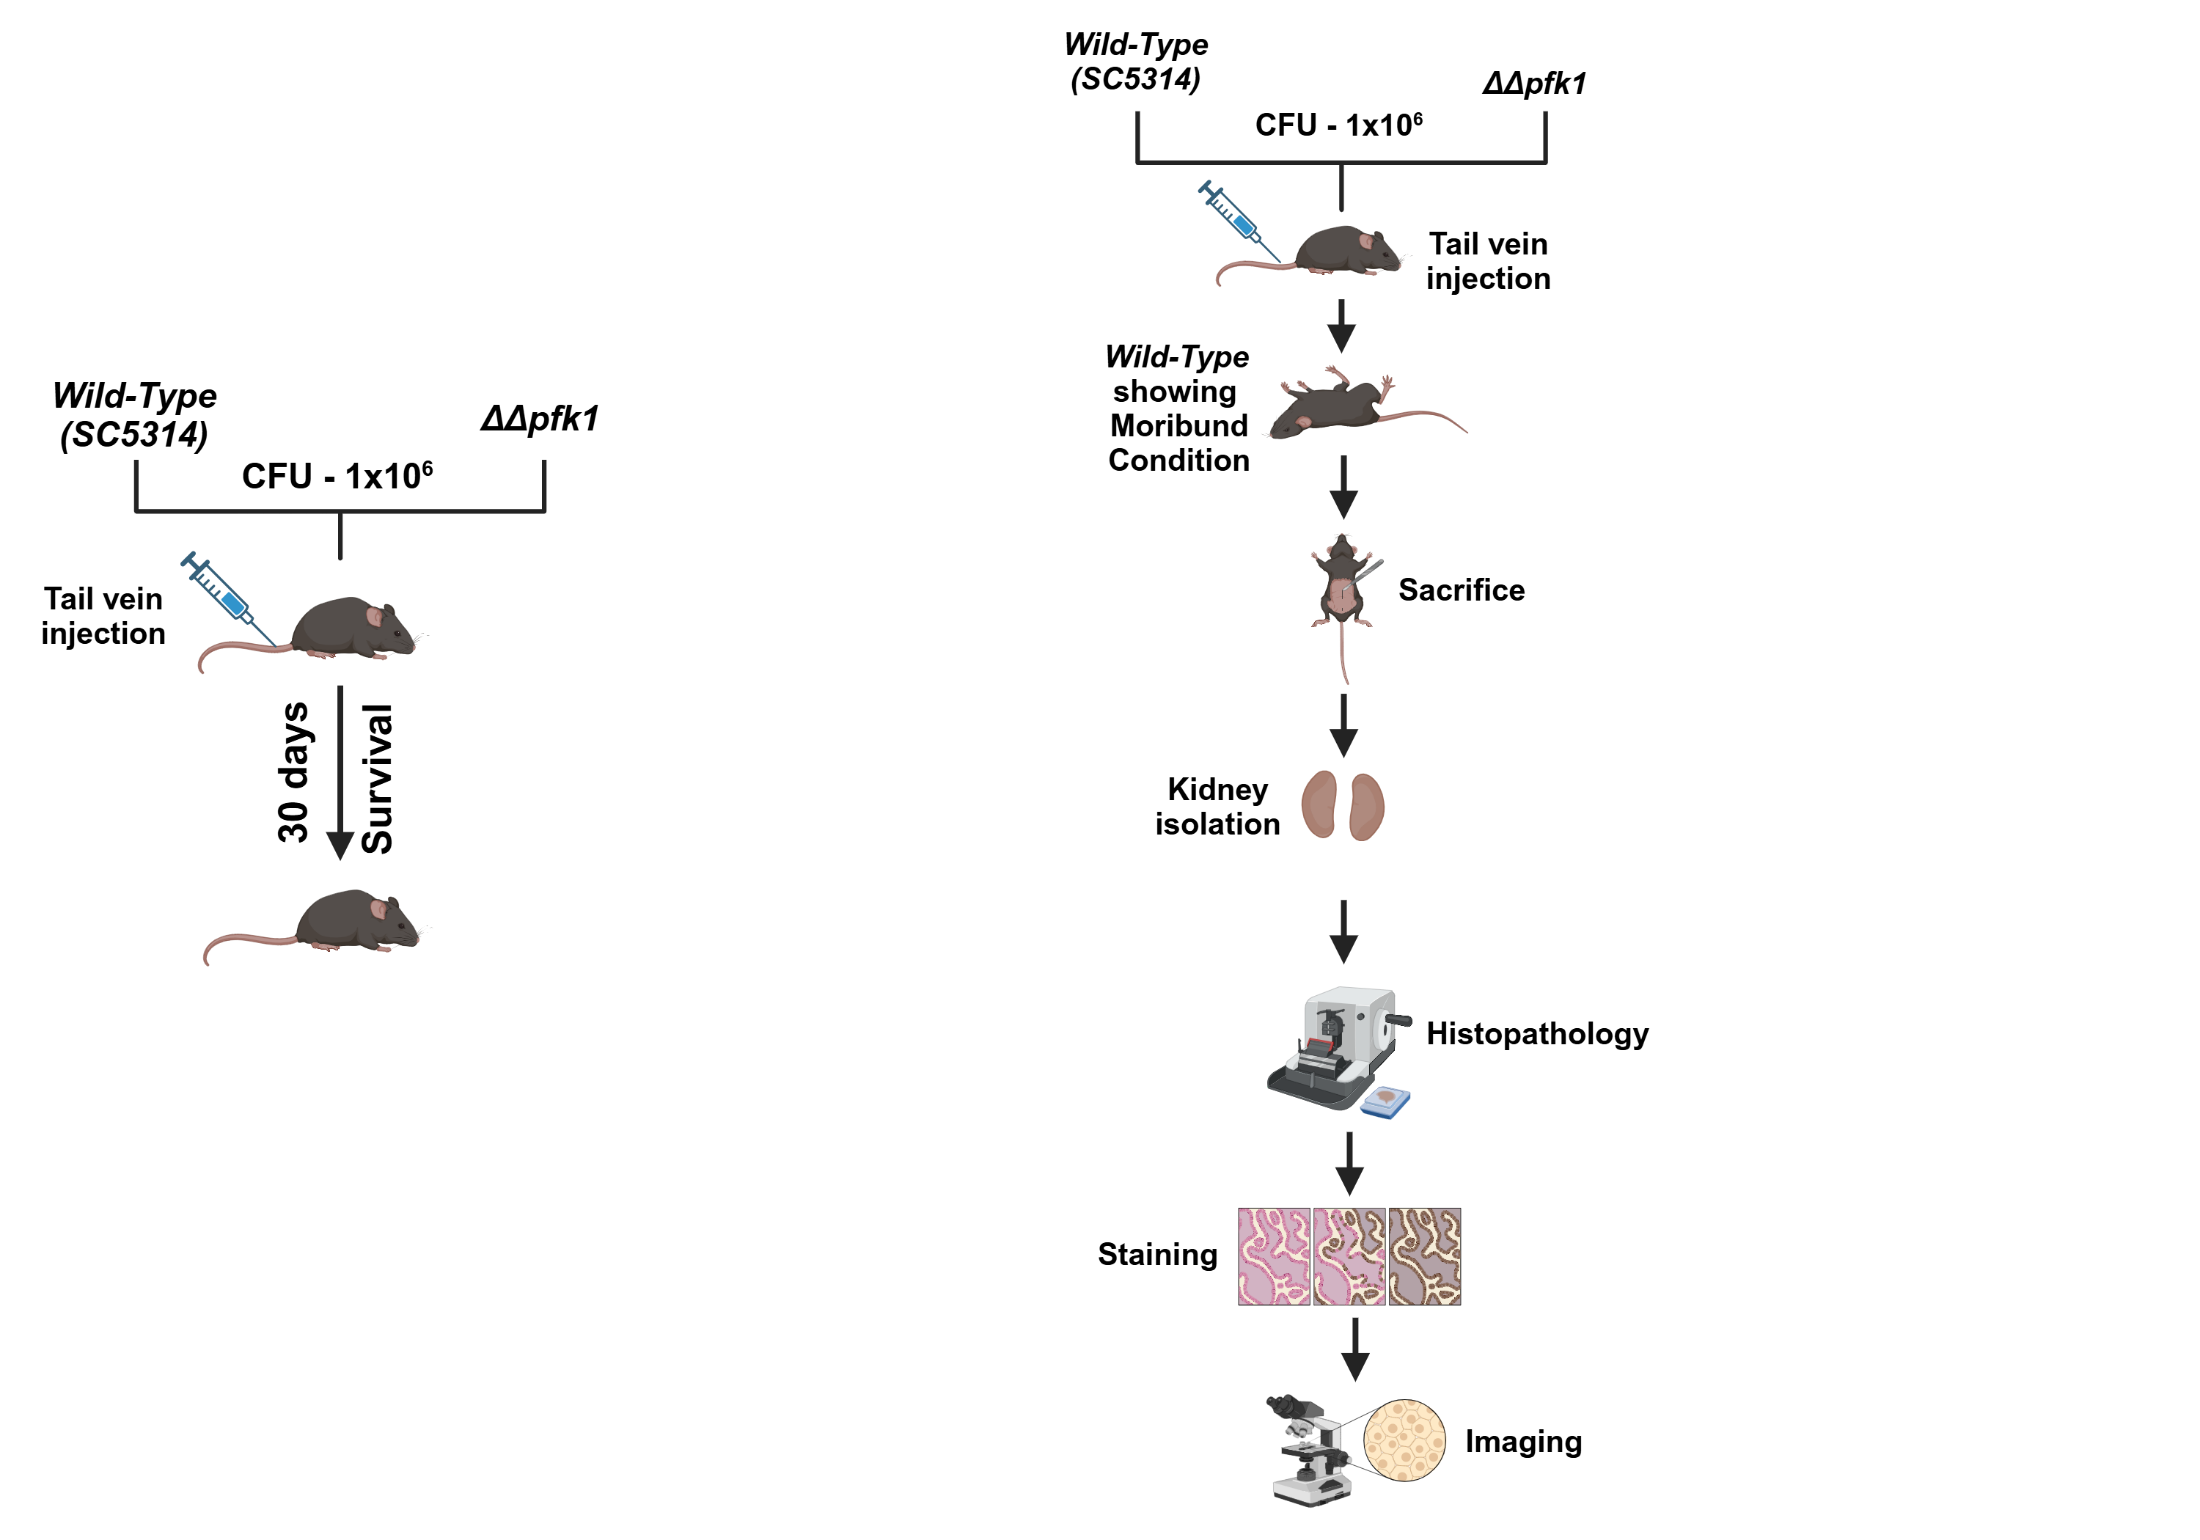 Wild-Type
(SC5314)
ΔΔpfk1
CFU - 1x10⁶
Tail vein
injection
30 days
Survival
Wild-Type
(SC5314)
ΔΔpfk1
CFU - 1x10⁶
Tail vein
injection
Wild-Type
showing
Moribund
Condition
Sacrifice
Kidney
isolation
Histopathology
Staining
Imaging